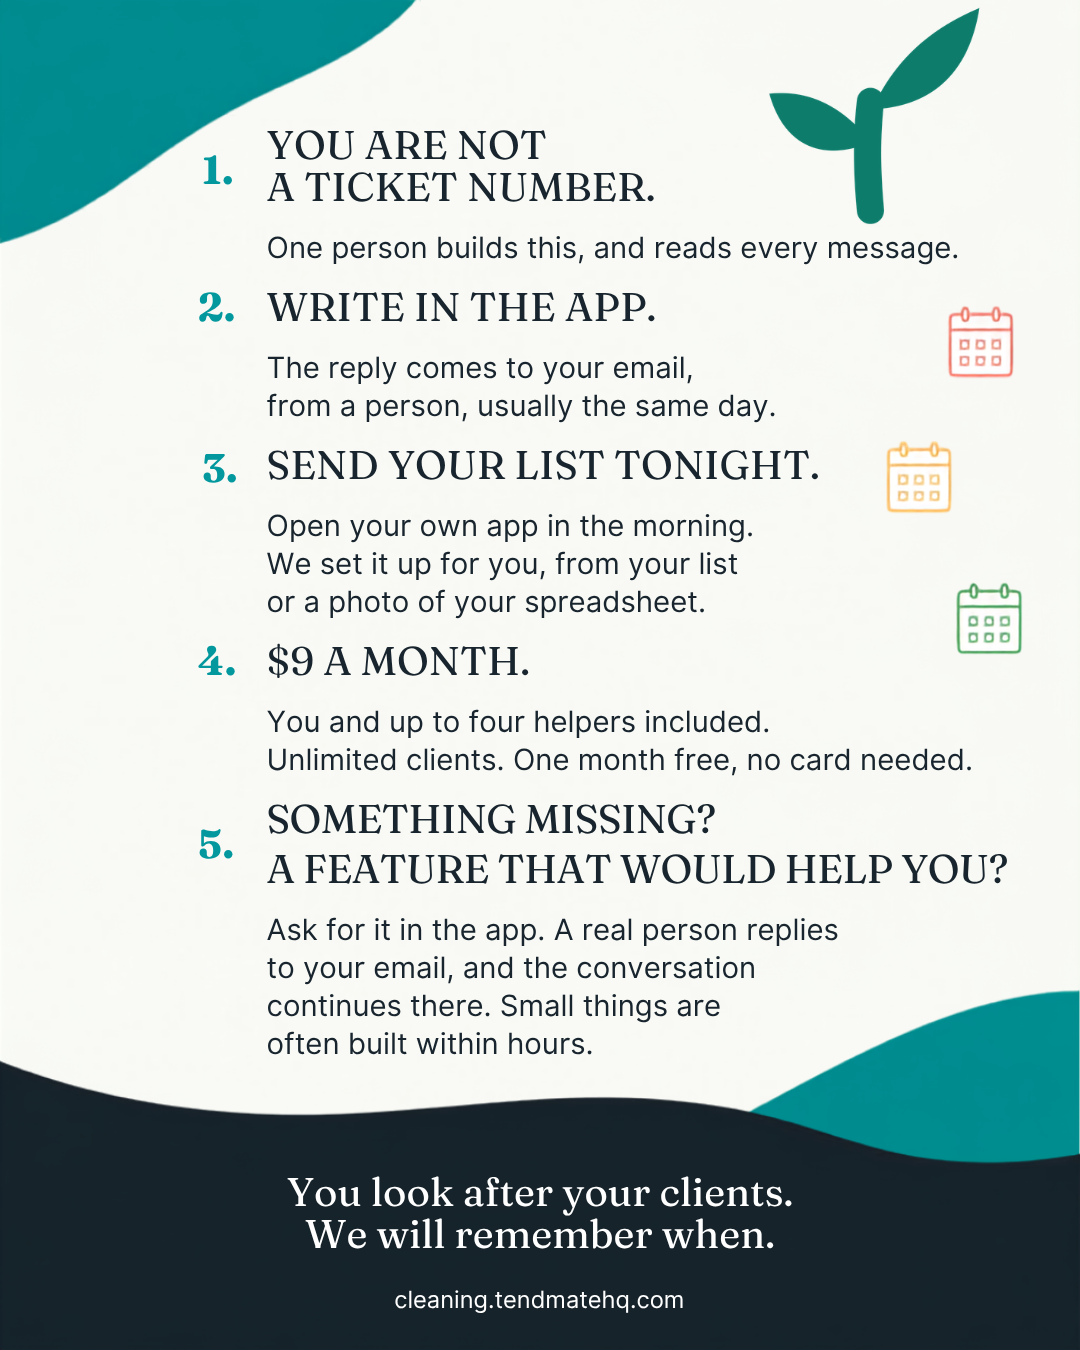 1. YOU ARE NOT
A TICKET NUMBER.
One person builds this, and reads every message.
2. WRITE IN THE APP.
The reply comes to your email,
from a person, usually the same day.
3. SEND YOUR LIST TONIGHT.
Open your own app in the morning.
We set it up for you, from your list
or a photo of your spreadsheet.
4. $9 A MONTH.
You and up to four helpers included.
Unlimited clients. One month free, no card needed.
5. SOMETHING MISSING?
A FEATURE THAT WOULD HELP YOU?
Ask for it in the app. A real person replies
to your email, and the conversation
continues there. Small things are
often built within hours.
You look after your clients.
We will remember when.
cleaning.tendmatehq.com